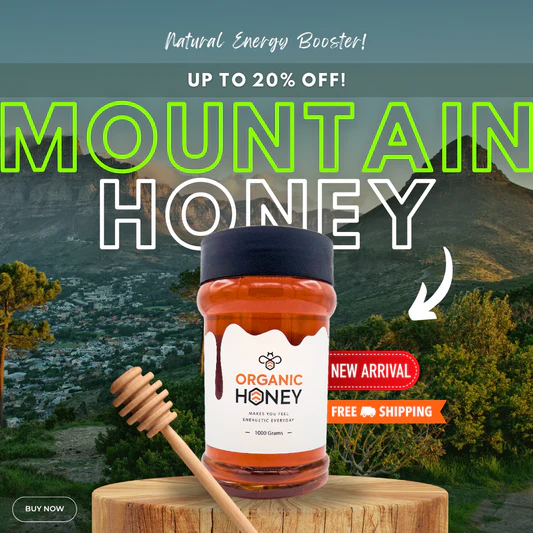 Natural Energy Booster!
UP TO 20% OFF!
MOUNTAIN
HONEY
NEW ARRIVAL
ORGANIC
HONEY
MAKES YOU FEEL
ENERGETIC EVERYDAY
1000 Grams
FREE SHIPPING
BUY NOW